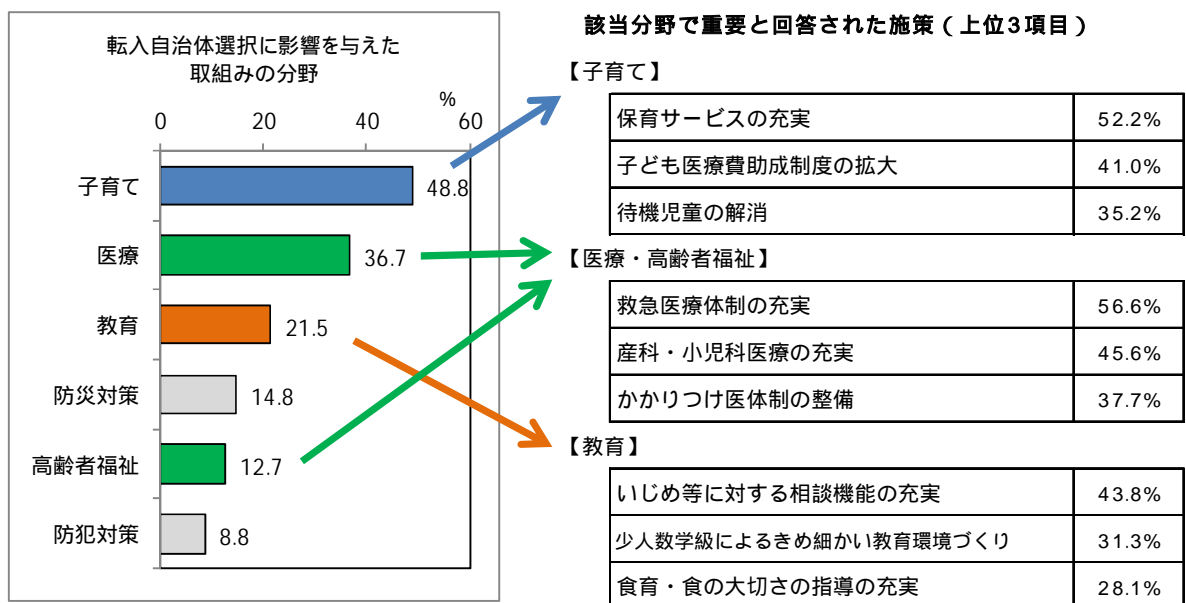 転入自治体選択に影響を与えた
取組みの分野
%
0 20 40 60
子育て 48.8
医療 36.7
教育 21.5
防災対策 14.8
高齢者福祉 12.7
防犯対策 8.8
該当分野で重要と回答された施策(上位3項目)
【子育て】
保育サービスの充実 52.2%
子ども医療費助成制度の拡大 41.0%
待機児童の解消 35.2%
【医療・高齢者福祉】
救急医療体制の充実 56.6%
産科・小児科医療の充実 45.6%
かかりつけ医体制の整備 37.7%
【教育】
いじめ等に対する相談機能の充実 43.8%
少人数学級によるきめ細かい教育環境づくり 31.3%
食育・食の大切さの指導の充実 28.1%